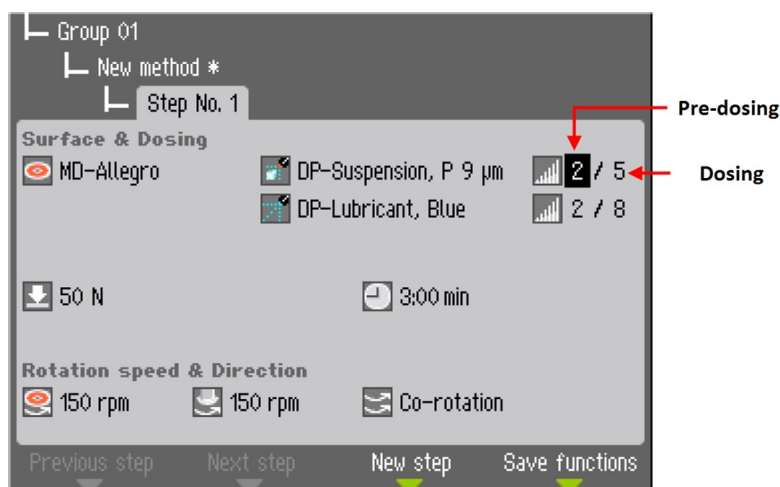 Group 01
New method *
Step No. 1
Pre-dosing
Surface & Dosing
MD-Allegro DP-Suspension, P 9 µm 2 / 5 Dosing
DP-Lubricant, Blue 2 / 8
50 N 3:00 min
Rotation speed & Direction
150 rpm 150 rpm Co-rotation
Previous step Next step New step Save functions